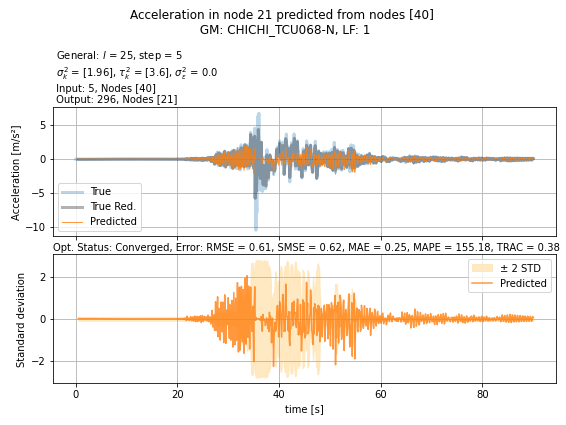 Acceleration in node 21 predicted from nodes [40]
GM: CHICHI_TCU068-N, LF: 1
General: l = 25, step = 5
σ²ₖ = [1.96], τ²ₖ = [3.6], σ²ε = 0.0
Input: 5, Nodes [40]
Output: 296, Nodes [21]
Acceleration [m/s²]
5
0
−5
−10
True
True Red.
Predicted
Opt. Status: Converged, Error: RMSE = 0.61, SMSE = 0.62, MAE = 0.25, MAPE = 155.18, TRAC = 0.38
Standard deviation
2
0
−2
± 2 STD
Predicted
0 20 40 60 80
time [s]